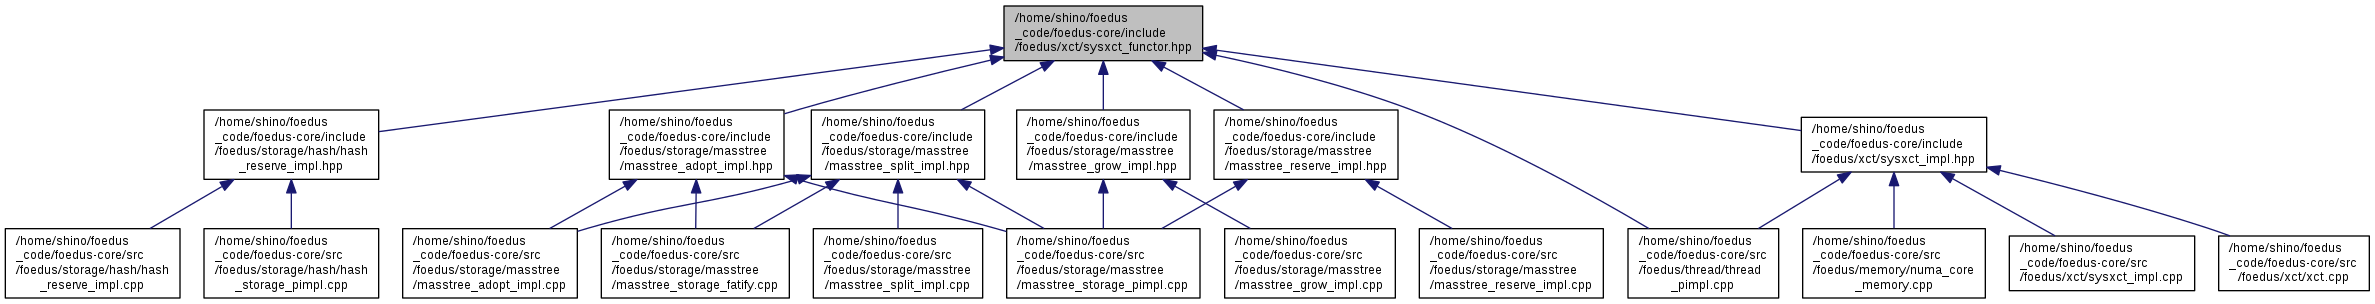 /home/shino/foedus
_code/foedus-core/include
/foedus/xct/sysxct_functor.hpp
/home/shino/foedus
_code/foedus-core/include
/foedus/storage/hash/hash
_reserve_impl.hpp
/home/shino/foedus
_code/foedus-core/include
/foedus/storage/masstree
/masstree_adopt_impl.hpp
/home/shino/foedus
_code/foedus-core/include
/foedus/storage/masstree
/masstree_split_impl.hpp
/home/shino/foedus
_code/foedus-core/include
/foedus/storage/masstree
/masstree_grow_impl.hpp
/home/shino/foedus
_code/foedus-core/include
/foedus/storage/masstree
/masstree_reserve_impl.hpp
/home/shino/foedus
_code/foedus-core/include
/foedus/xct/sysxct_impl.hpp
/home/shino/foedus
_code/foedus-core/src
/foedus/storage/hash/hash
_reserve_impl.cpp
/home/shino/foedus
_code/foedus-core/src
/foedus/storage/hash/hash
_storage_pimpl.cpp
/home/shino/foedus
_code/foedus-core/src
/foedus/storage/masstree
/masstree_adopt_impl.cpp
/home/shino/foedus
_code/foedus-core/src
/foedus/storage/masstree
/masstree_storage_fatify.cpp
/home/shino/foedus
_code/foedus-core/src
/foedus/storage/masstree
/masstree_split_impl.cpp
/home/shino/foedus
_code/foedus-core/src
/foedus/storage/masstree
/masstree_storage_pimpl.cpp
/home/shino/foedus
_code/foedus-core/src
/foedus/storage/masstree
/masstree_grow_impl.cpp
/home/shino/foedus
_code/foedus-core/src
/foedus/storage/masstree
/masstree_reserve_impl.cpp
/home/shino/foedus
_code/foedus-core/src
/foedus/thread/thread
_pimpl.cpp
/home/shino/foedus
_code/foedus-core/src
/foedus/memory/numa_core
_memory.cpp
/home/shino/foedus
_code/foedus-core/src
/foedus/xct/sysxct_impl.cpp
/home/shino/foedus
_code/foedus-core/src
/foedus/xct/xct.cpp